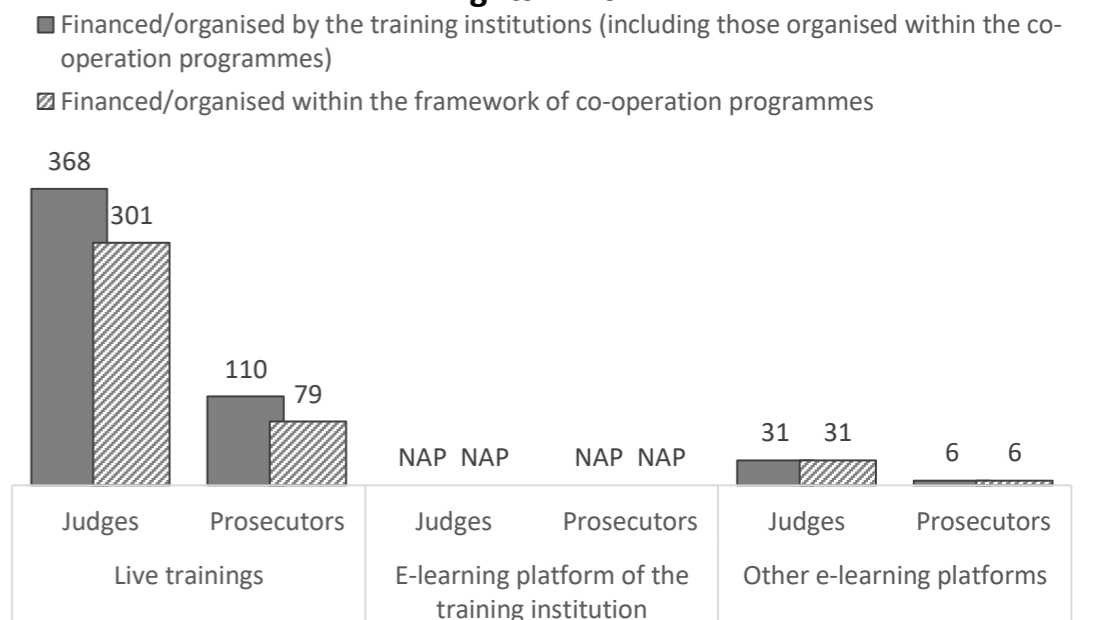 Financed/organised by the training institutions (including those organised within the co-
operation programmes)
Financed/organised within the framework of co-operation programmes
368
301
110
79
NAP NAP
NAP NAP
31 31
6 6
Judges Prosecutors Judges Prosecutors Judges Prosecutors
Live trainings
E-learning platform of the
training institution
Other e-learning platforms